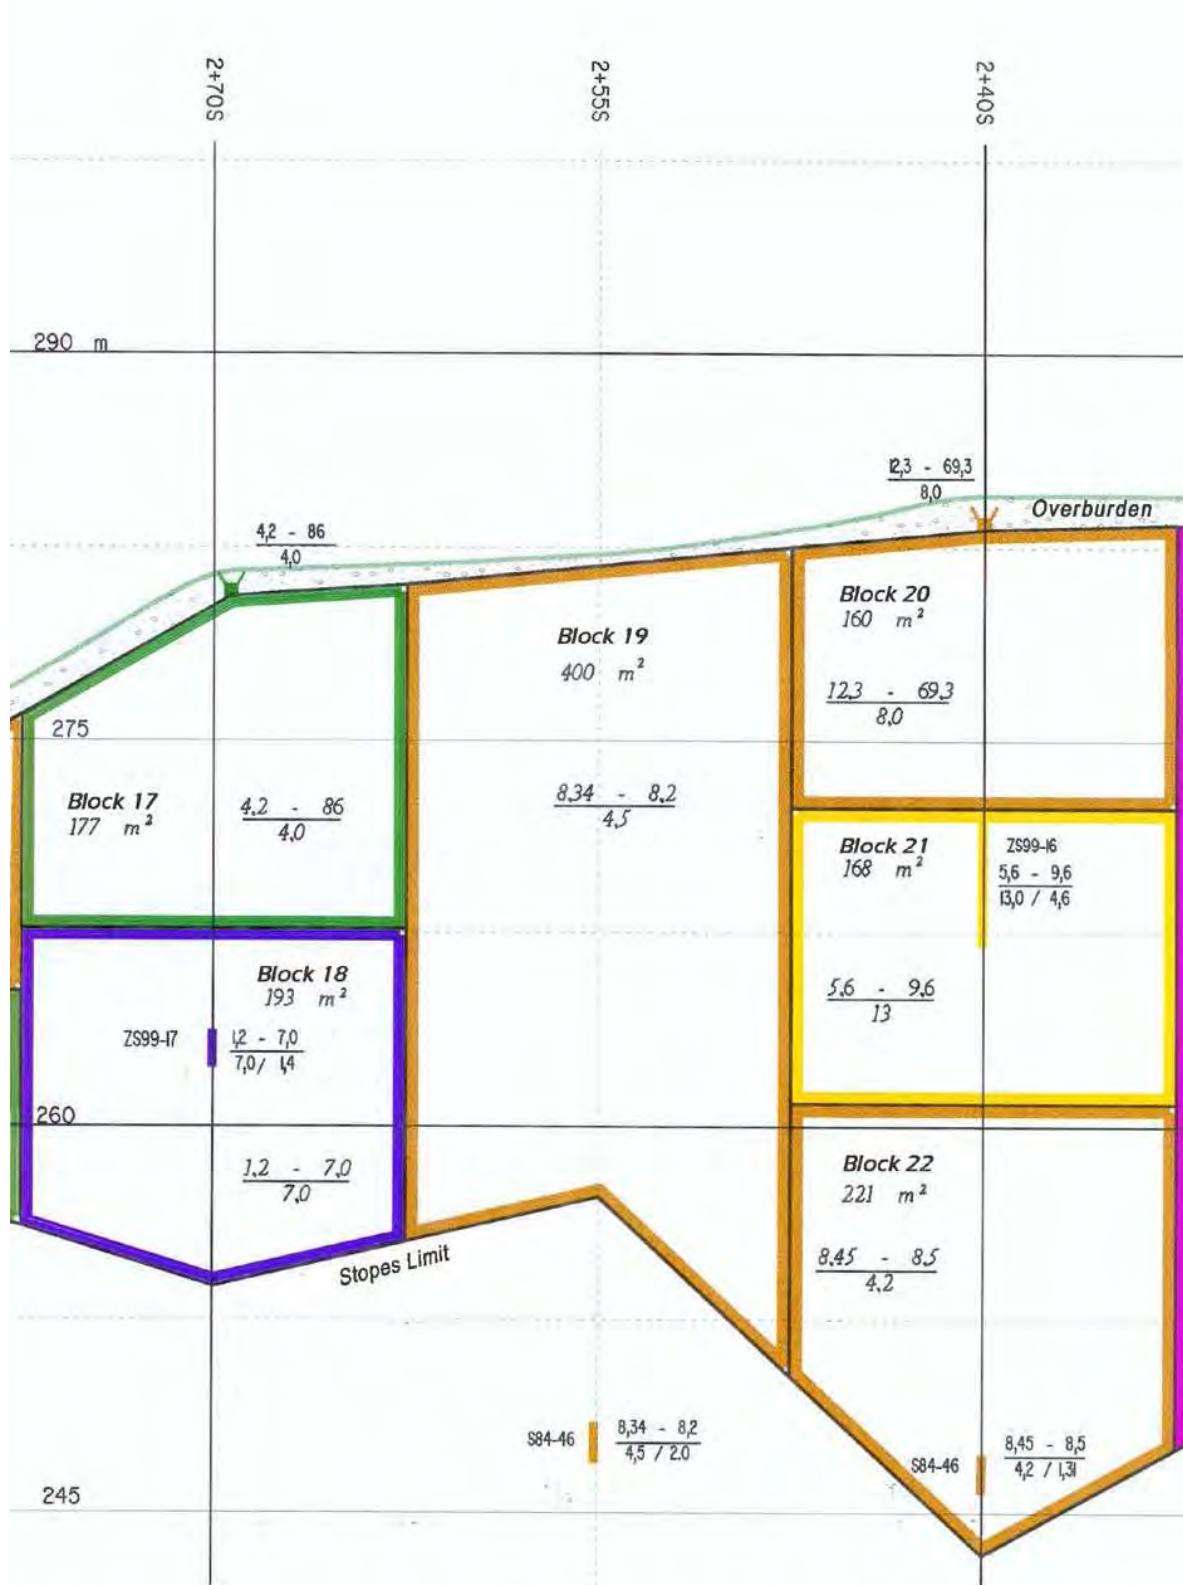 2+70S
2+55S
2+40S
290 m
12,3 - 69,3
8,0
Overburden
4,2 - 86
4,0
Block 20
160 m²
Block 19
400 m²
12,3 - 69,3
8,0
275
Block 17
177 m²
4,2 - 86
4,0
8,34 - 8,2
4,5
Block 21
168 m²
ZS99-16
5,6 - 9,6
13,0 / 4,6
Block 18
193 m²
5,6 - 9,6
13
ZS99-17
1,2 - 7,0
7,0 / 1,4
260
1,2 - 7,0
7,0
Block 22
221 m²
Stopes Limit
8,45 - 8,5
4,2
S84-46
8,34 - 8,2
4,5 / 2.0
S84-46
8,45 - 8,5
4,2 / 1,31
245